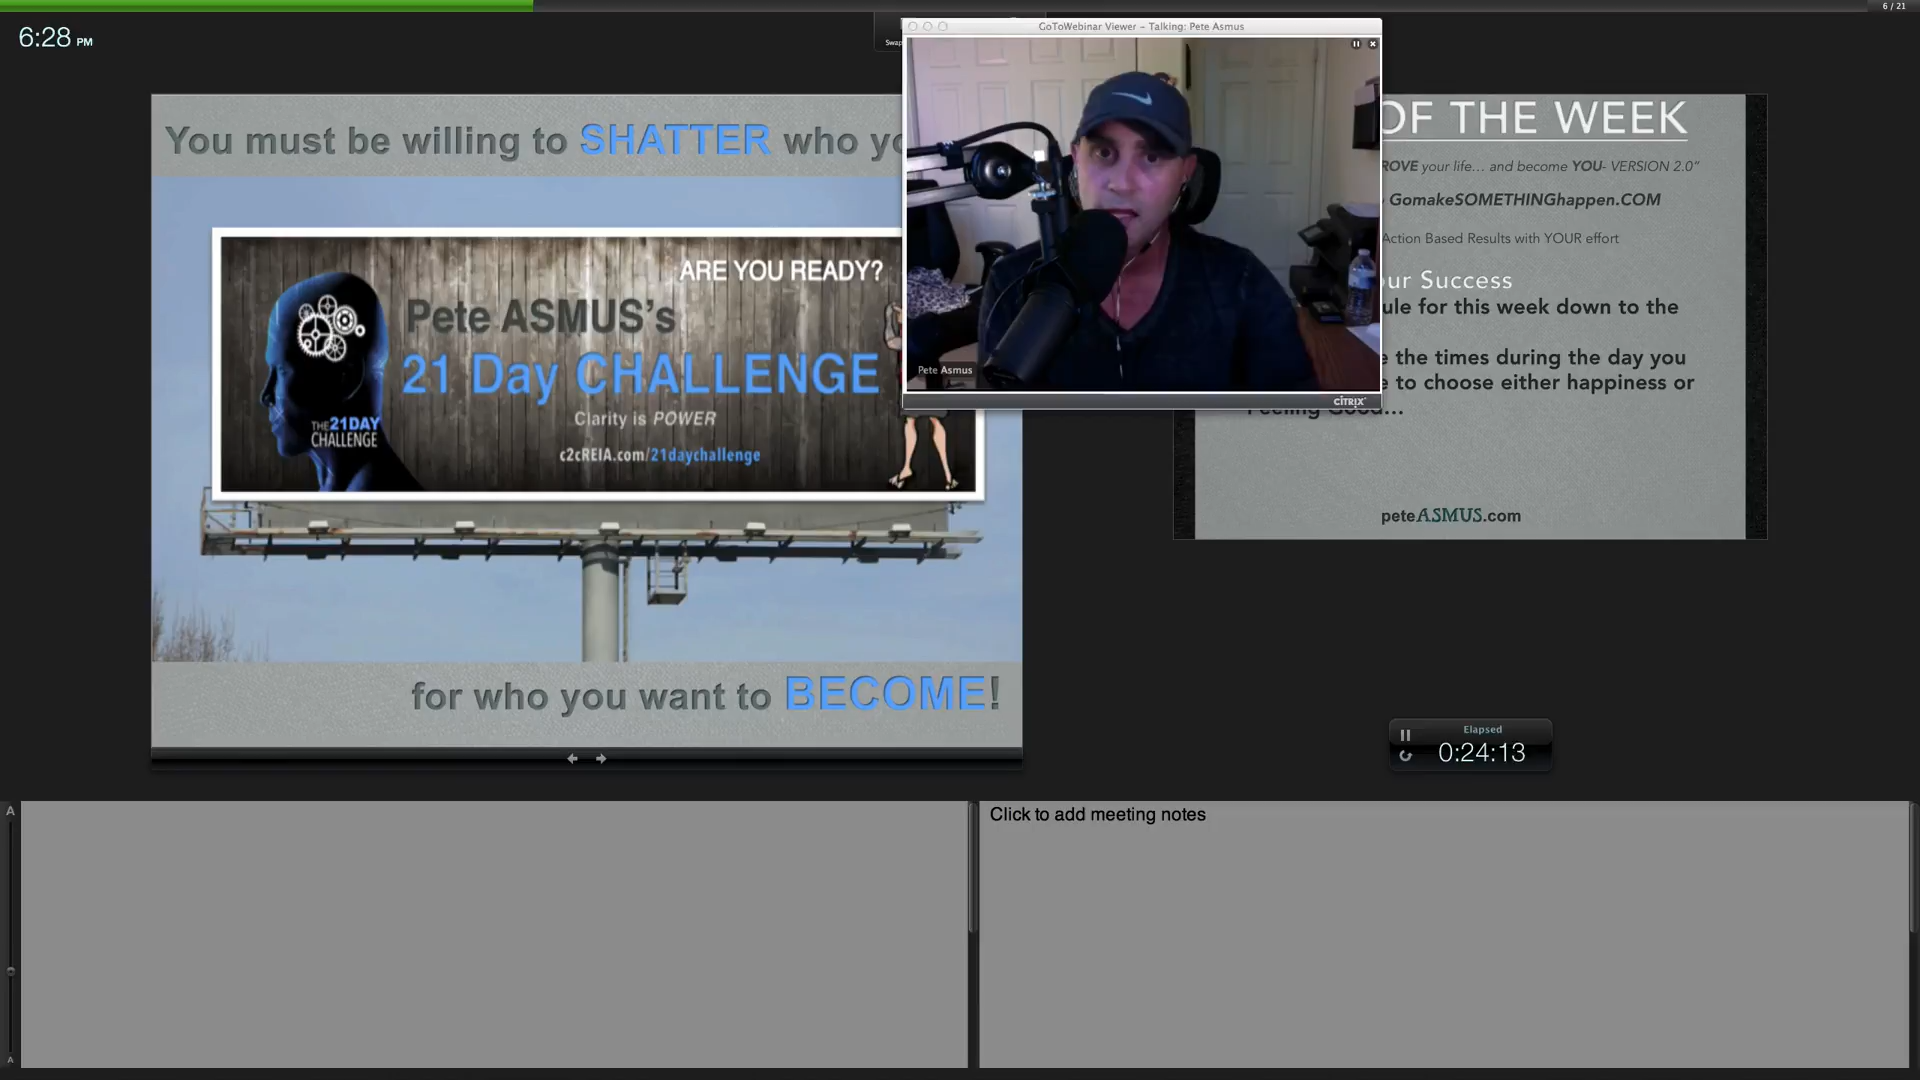 6 / 21
6:28 PM
Swap
GoToWebinar Viewer – Talking: Pete Asmus
You must be willing to SHATTER who
ARE YOU READY?
Pete ASMUS's
21 Day CHALLENGE
Clarity is POWER
c2cREIA.com/21daychallenge
THE 21DAY
CHALLENGE
for who you want to BECOME!
Pete Asmus
CITRIX
OF THE WEEK
your life... and become YOU- VERSION 2.0"
GomakeSOMETHINGhappen.COM
Action Based Results with YOUR effort
Success
for this week down to the
the times during the day you
to choose either happiness or
Feeling Good...
peteASMUS.com
Elapsed
0:24:13
A
A
Click to add meeting notes